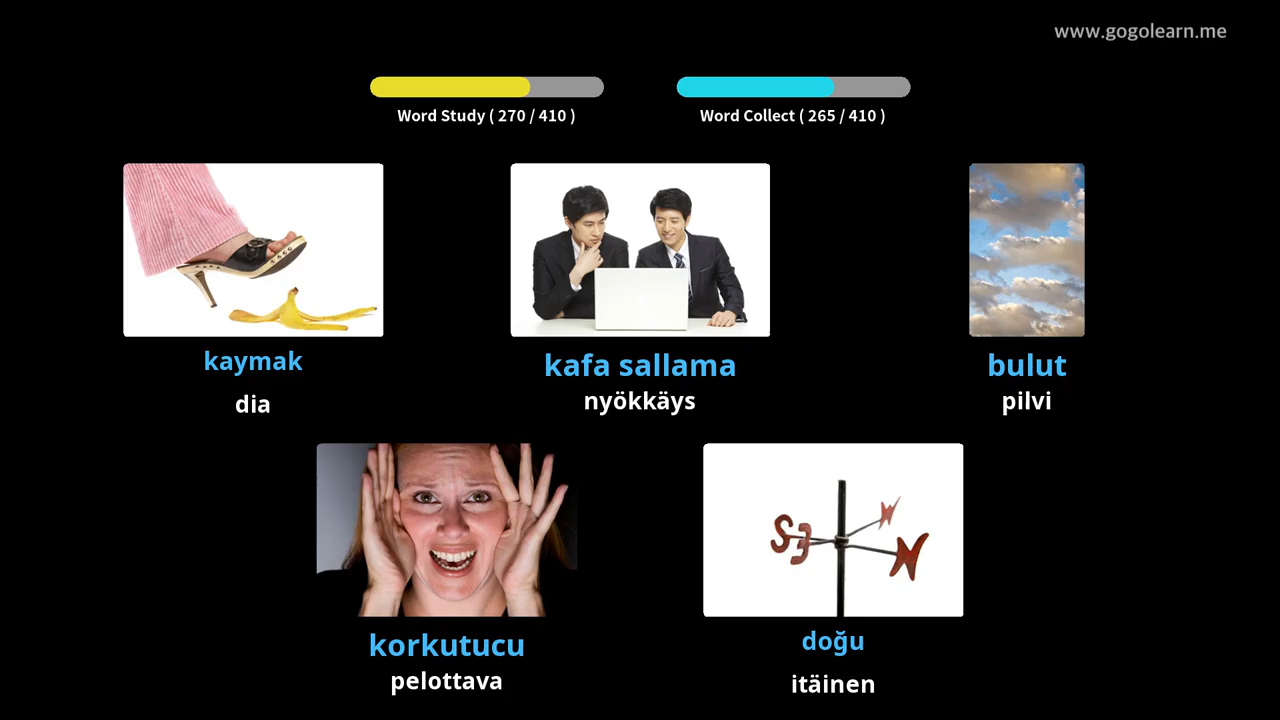 www.gogolearn.me
Word Study ( 270 / 410 )
Word Collect ( 265 / 410 )
kaymak
dia
kafa sallama
nyökkäys
bulut
pilvi
S E N
korkutucu
pelottava
doğu
itäinen